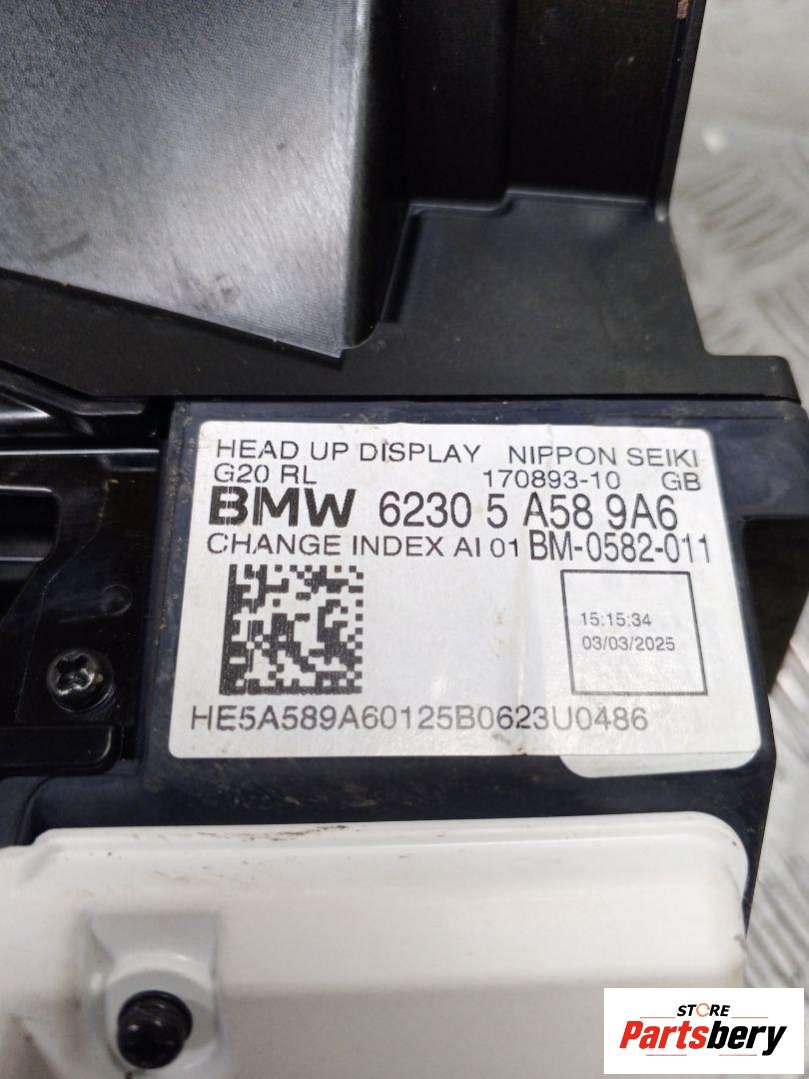 HEAD UP DISPLAY NIPPON SEIKI
G20 RL 170893-10 GB
BMW 6230 5 A58 9A6
CHANGE INDEX AI 01 BM-0582-011
15:15:34
03/03/2025
HE5A589A60125B0623U0486
STORE
Partsbery